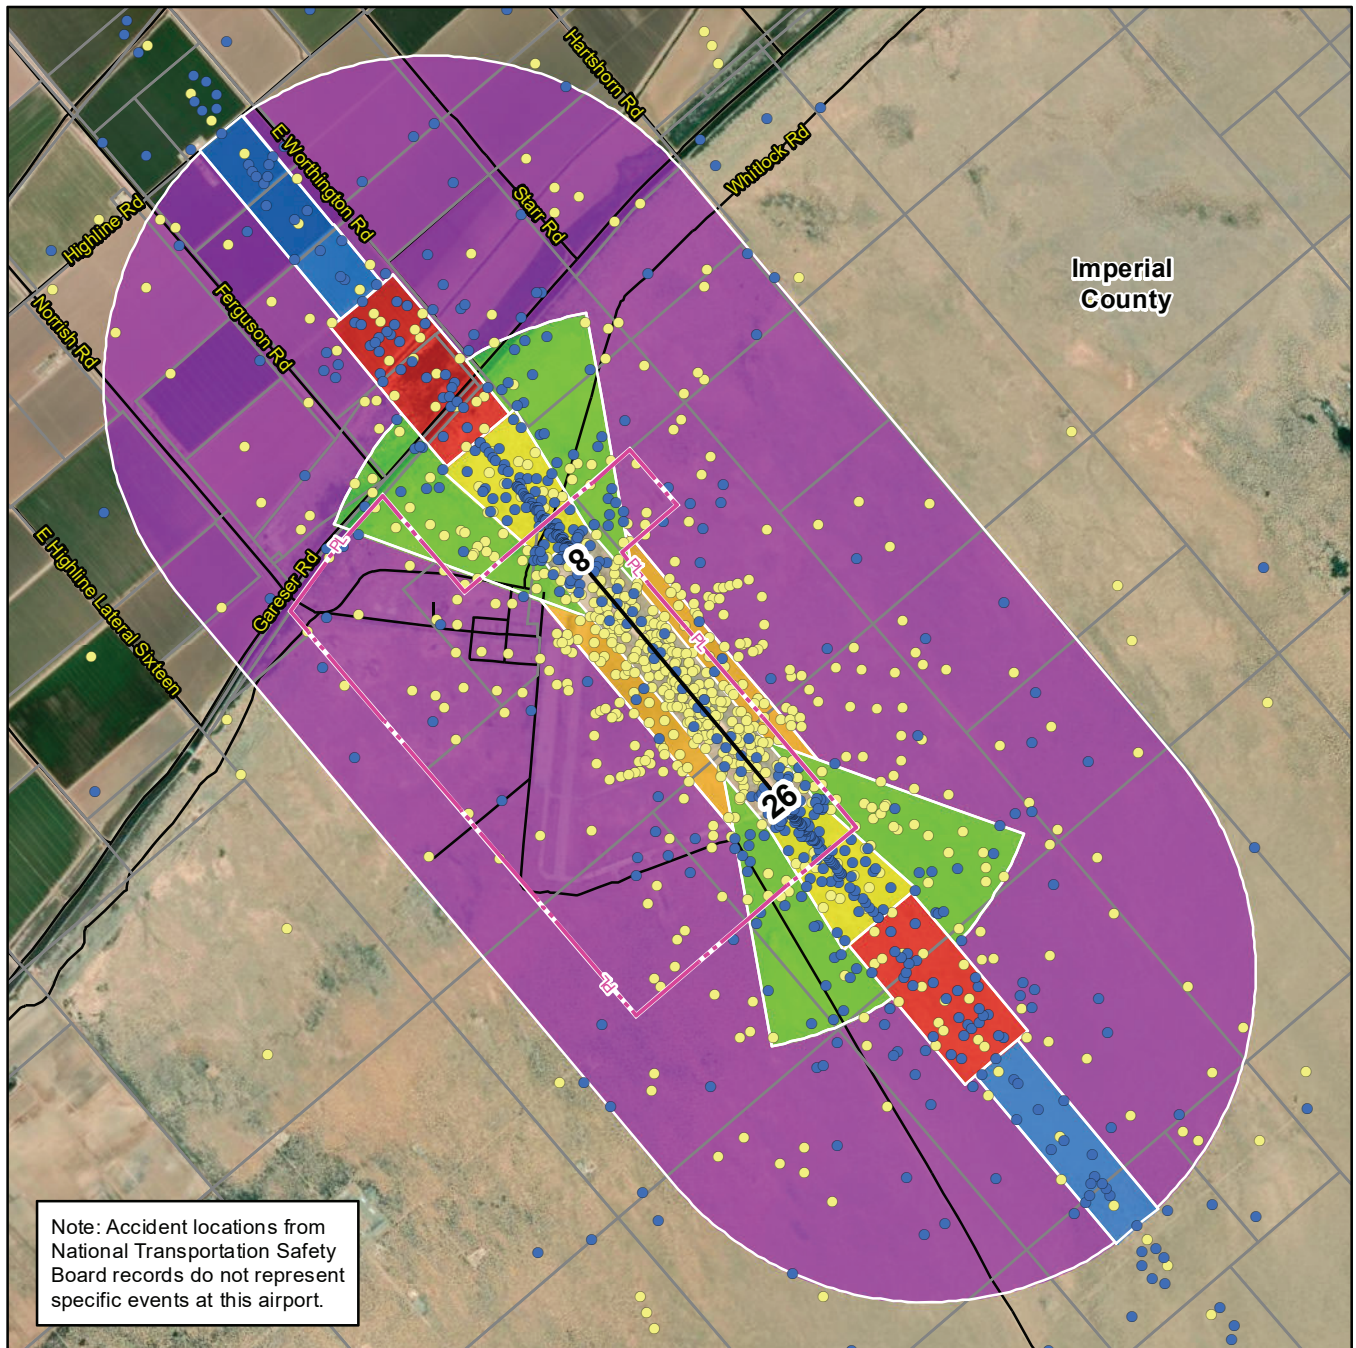 Hartshorn Rd
Whitlock Rd
E Worthington Rd
Starr Rd
Highline Rd
Imperial
County
Ferguson Rd
Norrish Rd
E Highline Lateral Sixteen
Gareser Rd
PL
PL
PL
PL
8
26
Note: Accident locations from
National Transportation Safety
Board records do not represent
specific events at this airport.